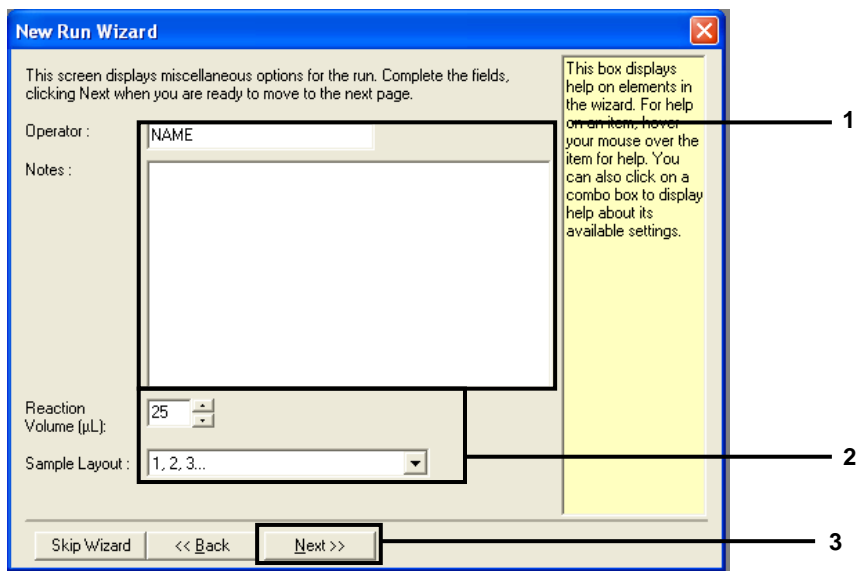 New Run Wizard
This screen displays miscellaneous options for the run. Complete the fields,
clicking Next when you are ready to move to the next page.
This box displays
help on elements in
the wizard. For help
on an item, hover
your mouse over the
item for help. You
can also click on a
combo box to display
help about its
available settings.
1
Operator :
NAME
Notes :
Reaction
Volume (µL):
25
Sample Layout :
1, 2, 3...
2
Skip Wizard
<< Back
Next >>
3